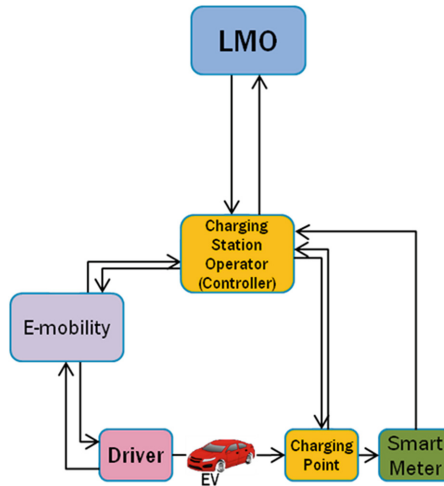 LMO
Charging
Station
Operator
(Controller)
E-mobility
Driver
EV
Charging
Point
Smart
Meter